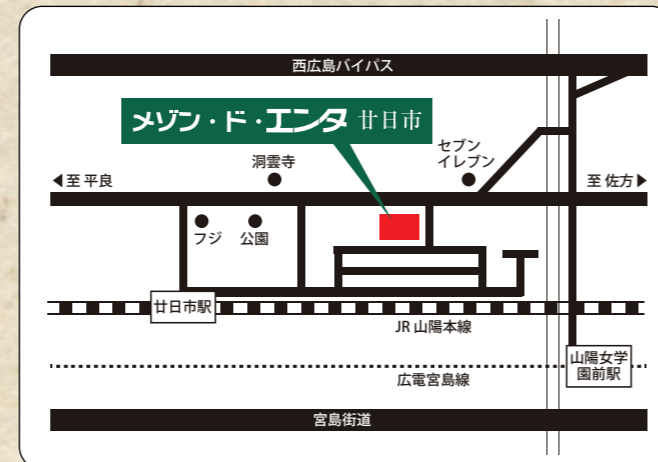 西広島バイパス
メゾン・ド・エンタ 廿日市
セブン
イレブン
洞雲寺
◀至 平良
至 佐方▶
フジ
公園
廿日市駅
JR 山陽本線
山陽女学
園前駅
広電宮島線
宮島街道